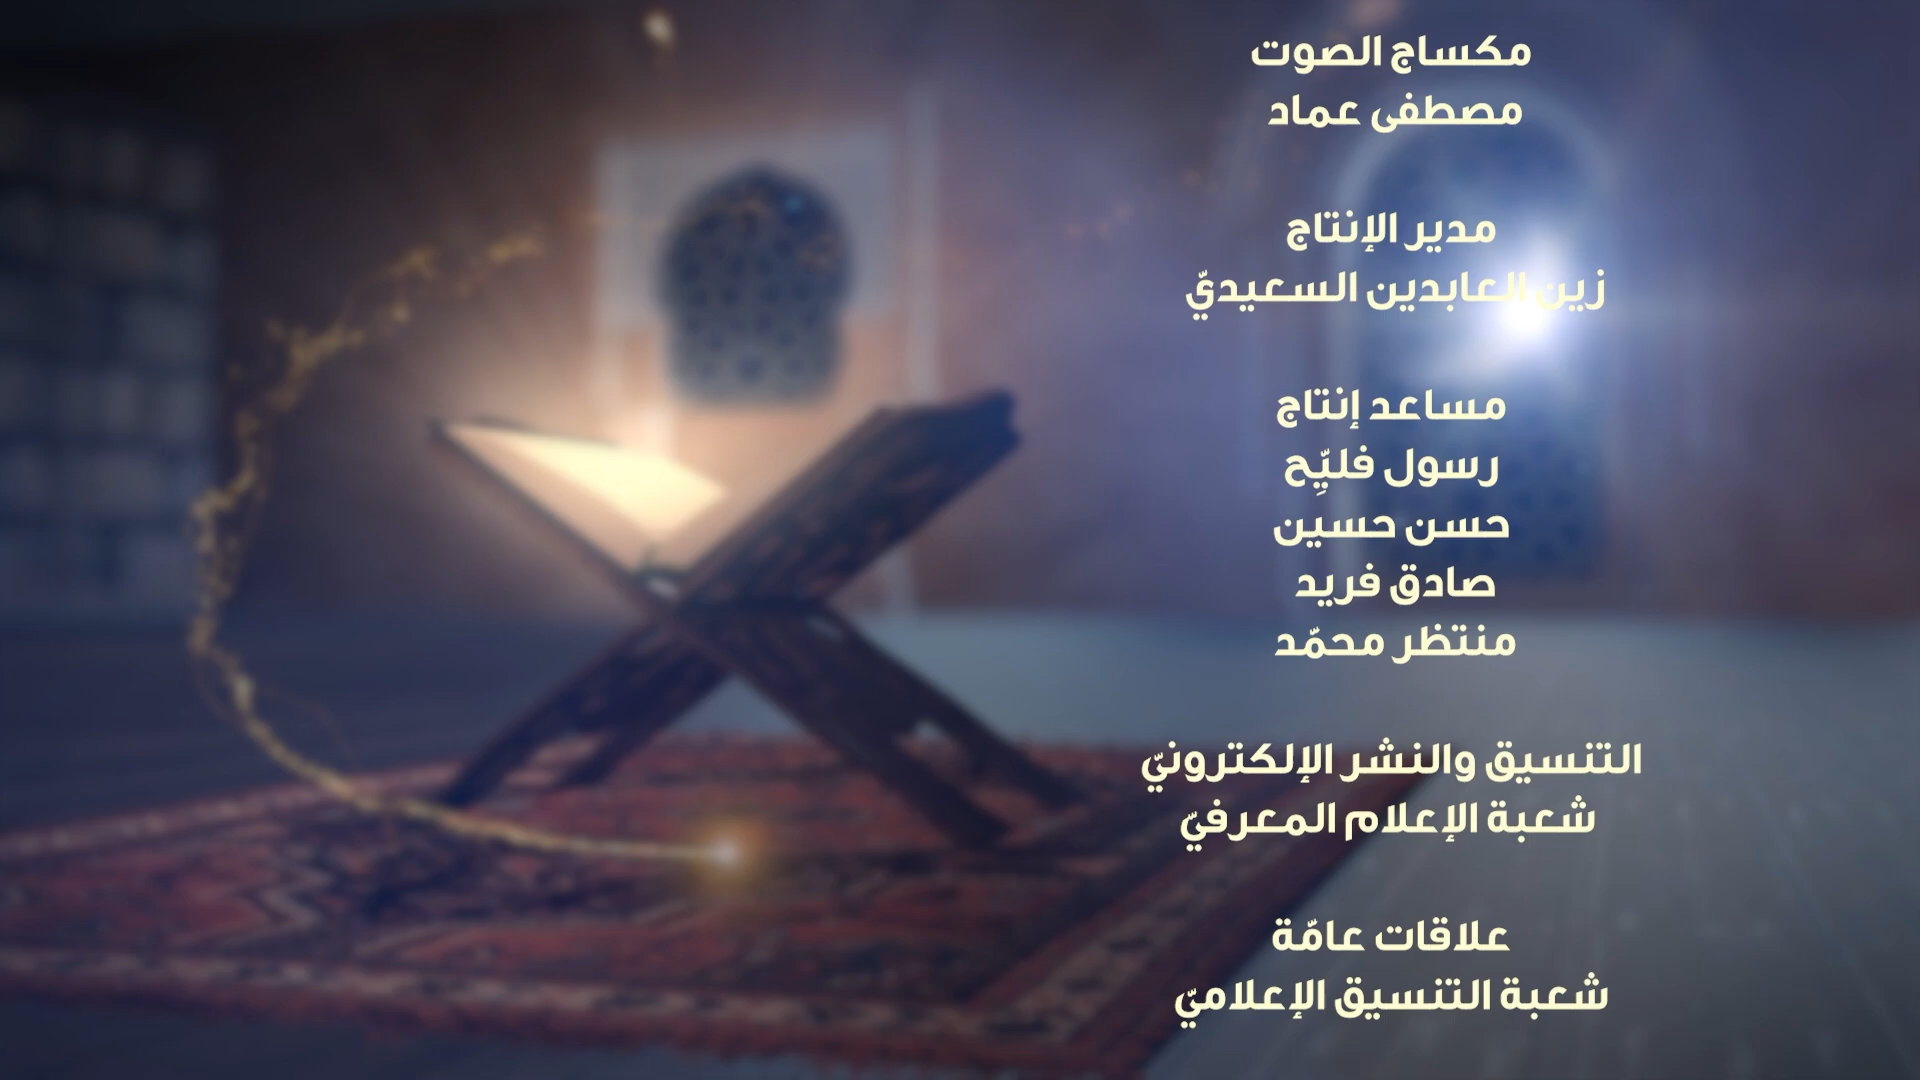 مكساج الصوت
مصطفى عماد
مدير الإنتاج
زين العابدين السعيديّ
مساعد إنتاج
رسول فليِّح
حسن حسين
صادق فريد
منتظر محمّد
التنسيق والنشر الإلكترونيّ
شعبة الإعلام المعرفيّ
علاقات عامّة
شعبة التنسيق الإعلاميّ